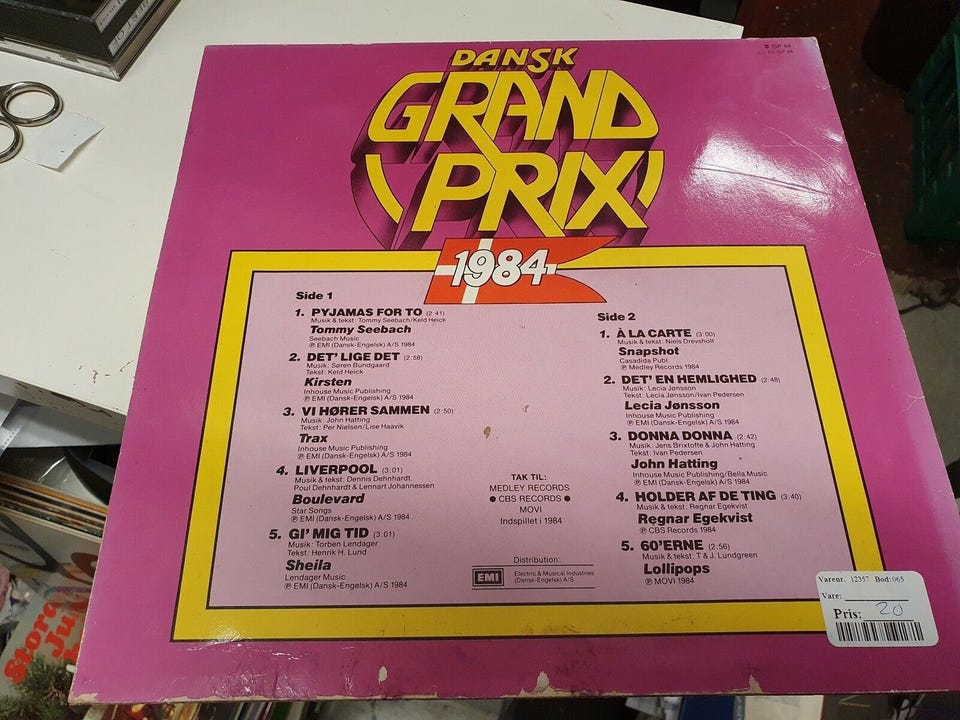 BEST OF
GP 84
DANSK
GRAND
PRIX
1984
Side 1
1. PYJAMAS FOR TO (2:41)
Musik & tekst: Tommy Seebach/Keld Heick
Tommy Seebach
Seebach Music
℗ EMI (Dansk-Engelsk) A/S 1984
2. DET' LIGE DET (2:58)
Musik: Søren Bundgaard
Tekst: Keld Heick
Kirsten
Inhouse Music Publishing
℗ EMI (Dansk-Engelsk) A/S 1984
3. VI HØRER SAMMEN (2:50)
Musik: John Hatting
Tekst: Per Nielsen/Lise Haavik
Trax
Inhouse Music Publishing
℗ EMI (Dansk-Engelsk) A/S 1984
4. LIVERPOOL (3:01)
Musik & tekst: Dennis Dehnhardt,
Poul Dehnhardt & Lennart Johannessen
Boulevard
Star Songs
℗ EMI (Dansk-Engelsk) A/S 1984
5. GI' MIG TID (3:01)
Musik: Torben Lendager
Tekst: Henrik H. Lund
Sheila
Lendager Music
℗ EMI (Dansk-Engelsk) A/S 1984
TAK TIL:
MEDLEY RECORDS
● CBS RECORDS ●
MOVI
Indspillet i 1984
Distribution:
EMI Electric & Musical Industries
(Dansk-Engelsk) A/S
Side 2
1. À LA CARTE (3:00)
Musik & tekst: Niels Drevsholt
Snapshot
Casadida Publ.
℗ Medley Records 1984
2. DET' EN HEMLIGHED (2:48)
Musik: Lecia Jønsson
Tekst: Lecia Jønsson/Ivan Pedersen
Lecia Jønsson
Inhouse Music Publishing
℗ EMI (Dansk-Engelsk) A/S 1984
3. DONNA DONNA (2:42)
Musik: Jens Brixtofte & John Hatting
Tekst: Ivan Pedersen
John Hatting
Inhouse Music Publishing/Bella Music
℗ EMI (Dansk-Engelsk) A/S 1984
4. HOLDER AF DE TING (3:40)
Musik & tekst: Regnar Egekvist
Regnar Egekvist
℗ CBS Records 1984
5. 60'ERNE (2:56)
Musik & tekst: T & J. Lundgreen
Lollipops
℗ MOVI 1984
Varenr. 12357 Bod:065
Vare:
Pris: 20
Store